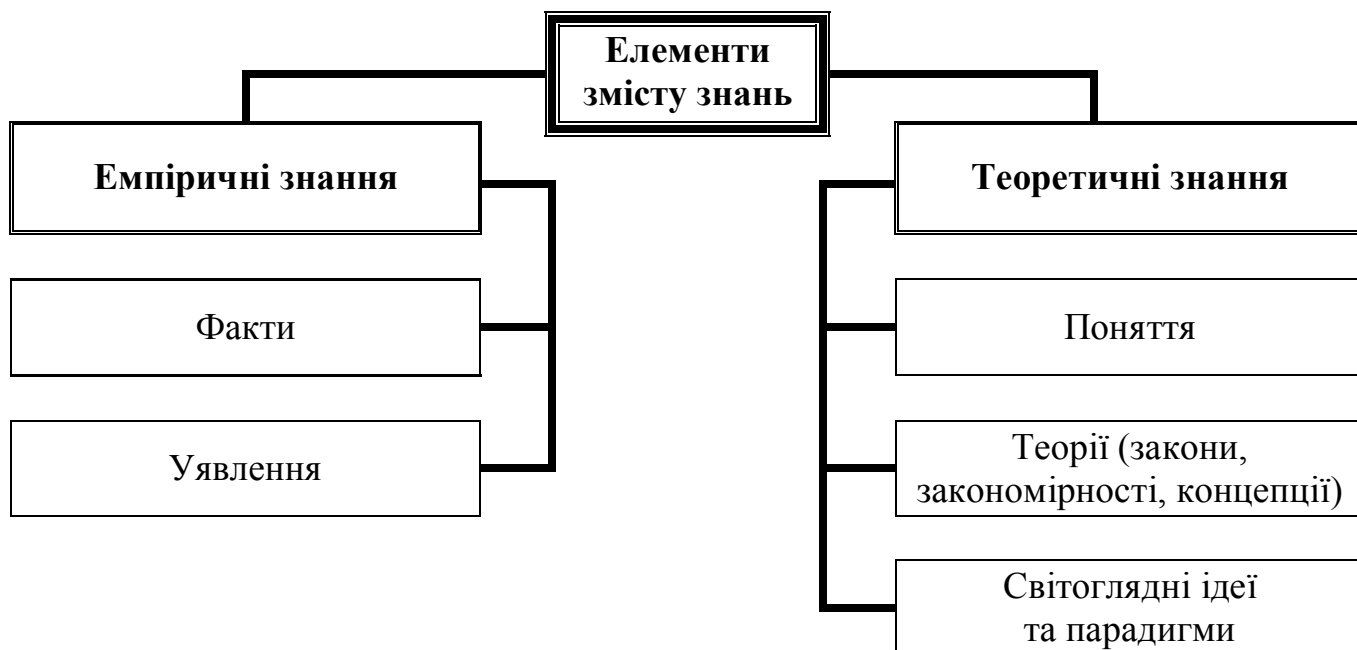 Елементи
змісту знань
Емпіричні знання
Теоретичні знання
Факти
Поняття
Уявлення
Теорії (закони,
закономірності, концепції)
Світоглядні ідеї
та парадигми